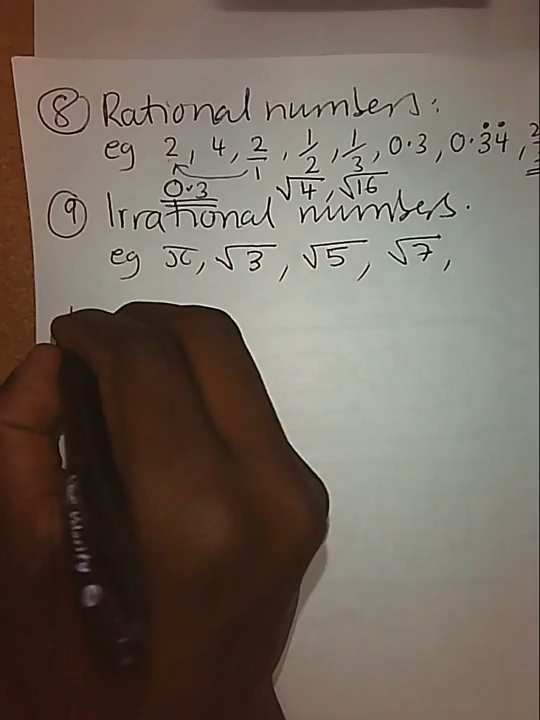 ⑧ Rational numbers:
eg 2, 4, 2/1, 1/2, 1/3, 0.3, 0.3̇4̇,
0.3 √4, √16
⑨ Irrational numbers.
eg π, √3, √5, √7,